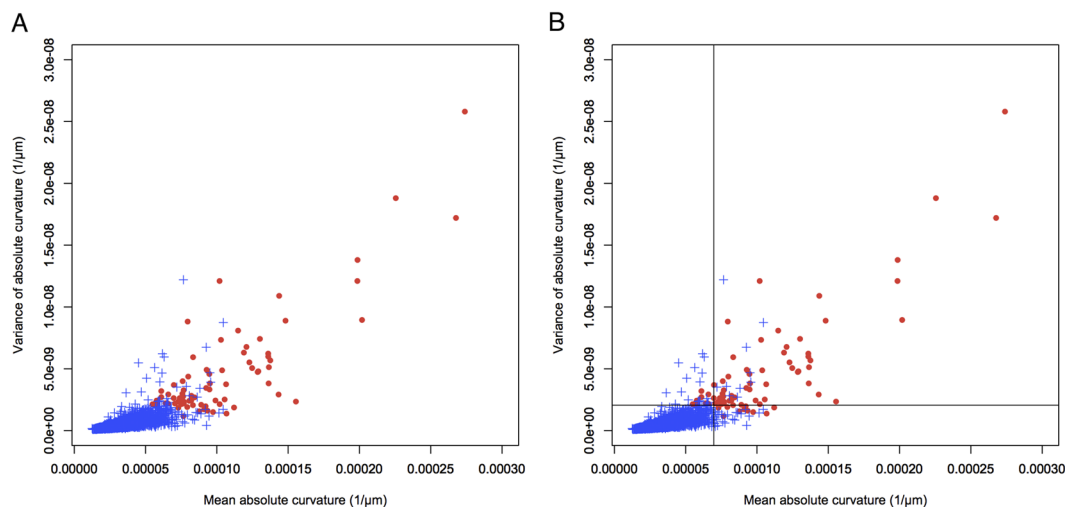 A
B
Variance of absolute curvature (1/µm)
0.0e+00 5.0e-09 1.0e-08 1.5e-08 2.0e-08 2.5e-08 3.0e-08
0.00000 0.00005 0.00010 0.00015 0.00020 0.00025 0.00030
Mean absolute curvature (1/µm)
Variance of absolute curvature (1/µm)
0.0e+00 5.0e-09 1.0e-08 1.5e-08 2.0e-08 2.5e-08 3.0e-08
0.00000 0.00005 0.00010 0.00015 0.00020 0.00025 0.00030
Mean absolute curvature (1/µm)